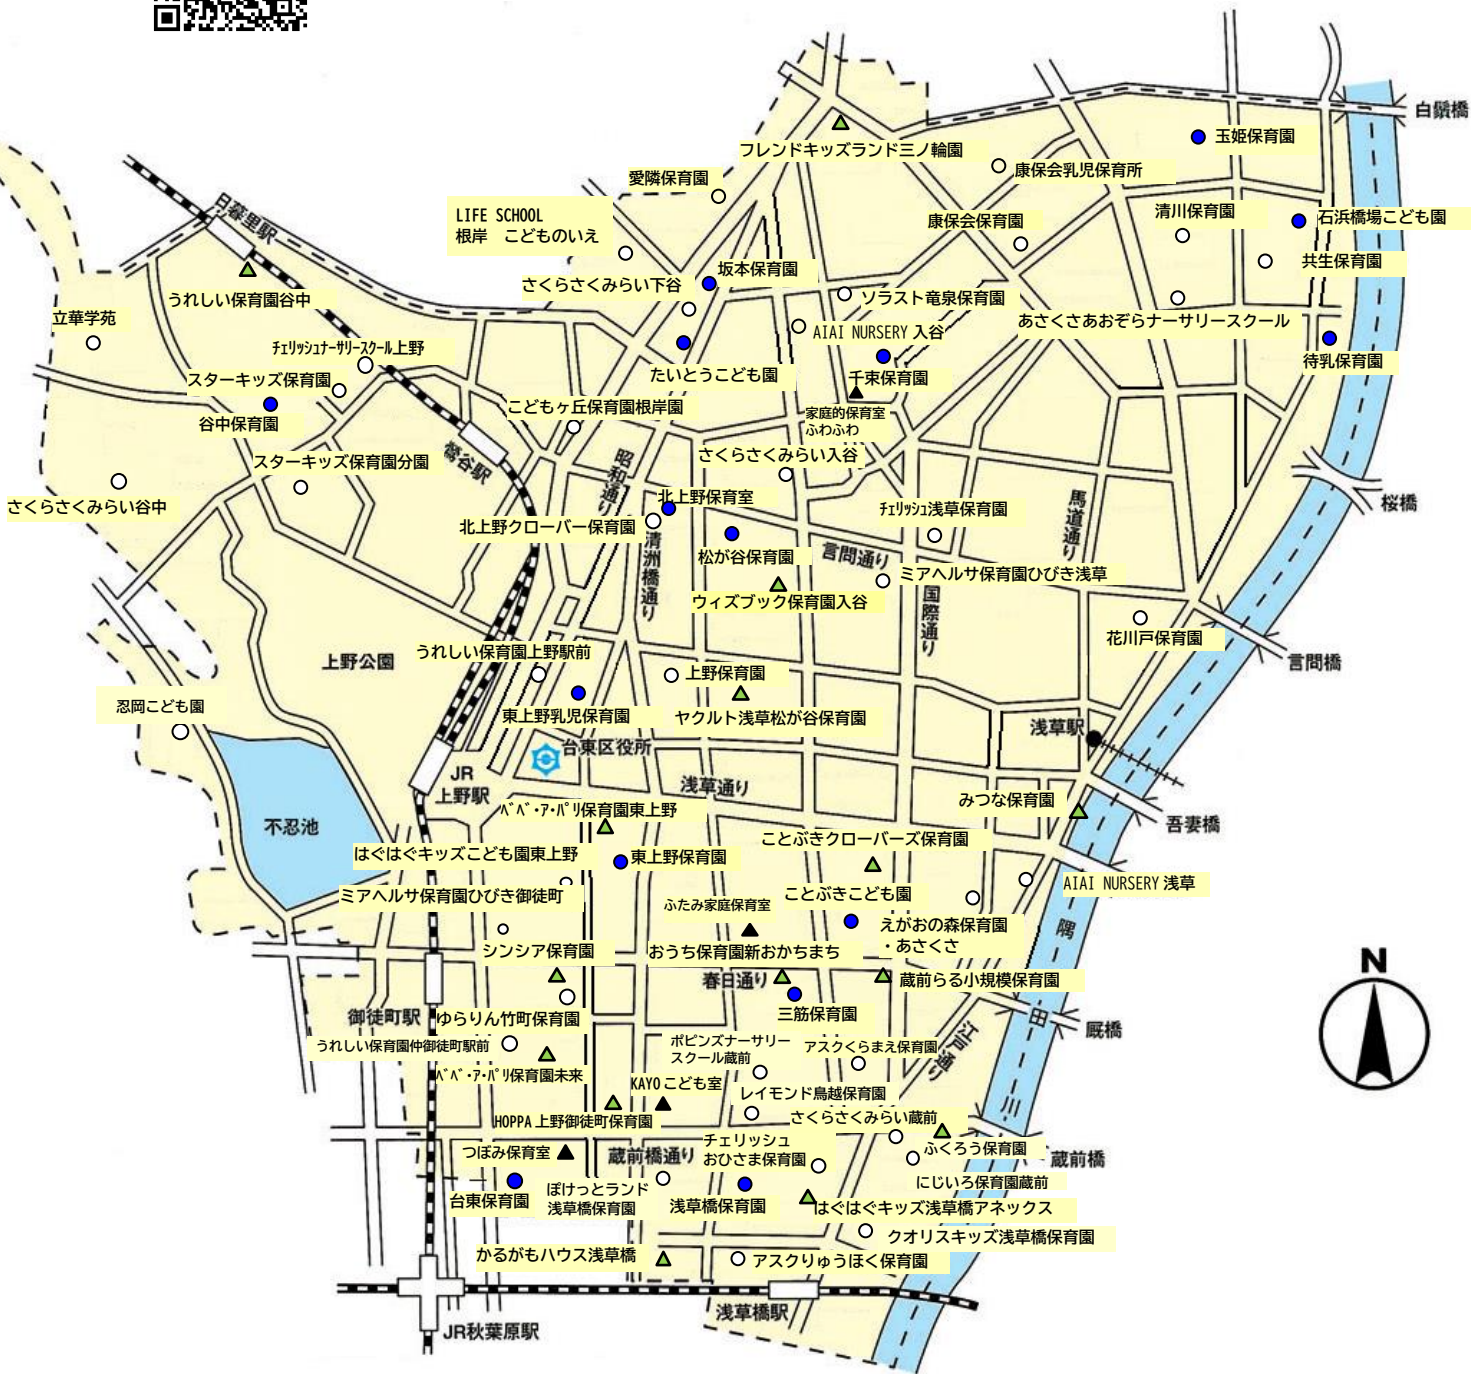 白鬚橋
玉姫保育園
フレンドキッズランド三ノ輪園
康保会乳児保育所
愛隣保育園
日暮里駅
LIFE SCHOOL
根岸　こどものいえ
康保会保育園
清川保育園
石浜橋場こども園
共生保育園
坂本保育園
うれしい保育園谷中
さくらさくみらい下谷
ソラスト竜泉保育園
立華学苑
あさくさあおぞらナーサリースクール
AIAI NURSERY 入谷
待乳保育園
ﾁｪﾘｯｼｭﾅｰｻﾘｰｽｸｰﾙ上野
スターキッズ保育園
たいとうこども園
千束保育園
谷中保育園
こどもヶ丘保育園根岸園
家庭的保育室
ふわふわ
スターキッズ保育園分園
鶯谷駅
昭和通り
さくらさくみらい入谷
さくらさくみらい谷中
北上野保育室
馬道通り
桜橋
北上野クローバー保育園
ﾁｪﾘｯｼｭ浅草保育園
清洲橋通り
松が谷保育園
言問通り
ミアヘルサ保育園ひびき浅草
ウィズブック保育園入谷
国際通り
花川戸保育園
上野公園
うれしい保育園上野駅前
上野保育園
言問橋
忍岡こども園
東上野乳児保育園
ヤクルト浅草松が谷保育園
浅草駅
台東区役所
JR
上野駅
浅草通り
みつな保育園
ﾍﾞﾍﾞ･ｱ･ﾊﾟﾘ保育園東上野
吾妻橋
不忍池
ことぶきクローバーズ保育園
はぐはぐキッズこども園東上野
東上野保育園
AIAI NURSERY 浅草
ミアヘルサ保育園ひびき御徒町
ことぶきこども園
ふたみ家庭保育室
えがおの森保育園
・あさくさ
隅
シンシア保育園
おうち保育園新おかちまち
春日通り
蔵前らる小規模保育園
御徒町駅
ゆらりん竹町保育園
三筋保育園
田
厩橋
江戸通り
うれしい保育園仲御徒町駅前
ポピンズナーサリー
スクール蔵前
アスクくらまえ保育園
ﾍﾞﾍﾞ･ｱ･ﾊﾟﾘ保育園未来
KAYO こども室
レイモンド鳥越保育園
川
HOPPA 上野御徒町保育園
さくらさくみらい蔵前
つぼみ保育室
蔵前橋通り
チェリッシュ
おひさま保育園
ふくろう保育園
蔵前橋
にじいろ保育園蔵前
台東保育園
ぽけっとランド
浅草橋保育園
浅草橋保育園
はぐはぐキッズ浅草橋アネックス
クオリスキッズ浅草橋保育園
かるがもハウス浅草橋
アスクりゅうほく保育園
浅草橋駅
JR秋葉原駅
N